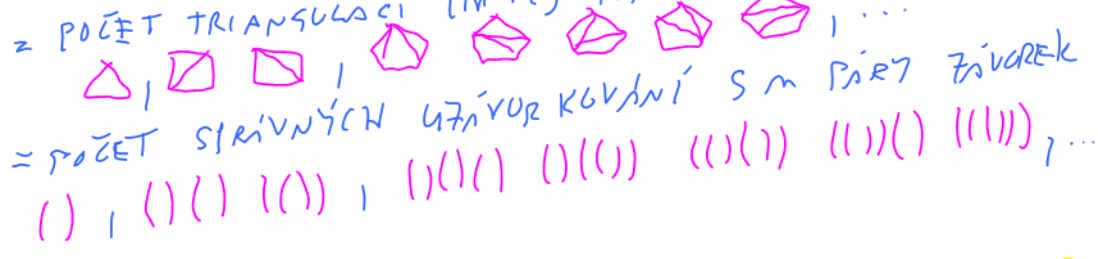 = POČET TRIANGULACÍ , ...
, ,
= POČET SPRÁVNÝCH UZÁVORKOVÁNÍ S n PÁRY ZÁVOREK
() , ()() (()) , ()()() ()(()) (()()) (())() ((())) , ...